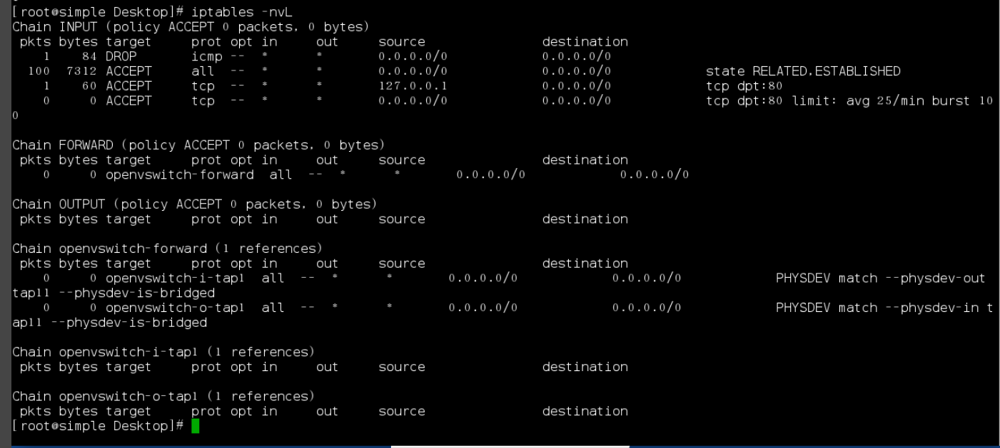 [root@simple Desktop]# iptables -nvL
Chain INPUT (policy ACCEPT 0 packets, 0 bytes)
pkts bytes target prot opt in out source destination
1 84 DROP icmp -- * * 0.0.0.0/0 0.0.0.0/0
100 7312 ACCEPT all -- * * 0.0.0.0/0 0.0.0.0/0 state RELATED,ESTABLISHED
1 60 ACCEPT tcp -- * * 127.0.0.1 0.0.0.0/0 tcp dpt:80
0 0 ACCEPT tcp -- * * 0.0.0.0/0 0.0.0.0/0 tcp dpt:80 limit: avg 25/min burst 10
0
Chain FORWARD (policy ACCEPT 0 packets, 0 bytes)
pkts bytes target prot opt in out source destination
0 0 openvswitch-forward all -- * * 0.0.0.0/0 0.0.0.0/0
Chain OUTPUT (policy ACCEPT 0 packets, 0 bytes)
pkts bytes target prot opt in out source destination
Chain openvswitch-forward (1 references)
pkts bytes target prot opt in out source destination
0 0 openvswitch-i-tap1 all -- * * 0.0.0.0/0 0.0.0.0/0 PHYSDEV match --physdev-out
tap11 --physdev-is-bridged
0 0 openvswitch-o-tap1 all -- * * 0.0.0.0/0 0.0.0.0/0 PHYSDEV match --physdev-in t
ap11 --physdev-is-bridged
Chain openvswitch-i-tap1 (1 references)
pkts bytes target prot opt in out source destination
Chain openvswitch-o-tap1 (1 references)
pkts bytes target prot opt in out source destination
[root@simple Desktop]#